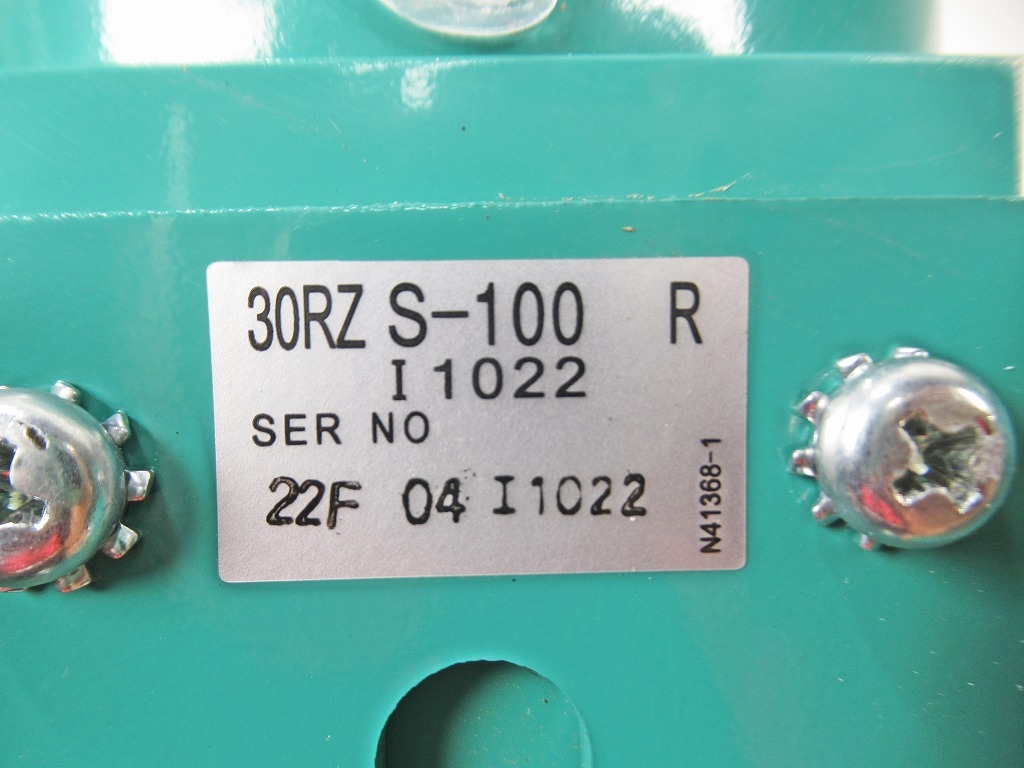 30RZ S-100 R
I1022
SER NO
22F 04 I1022
N41368-1